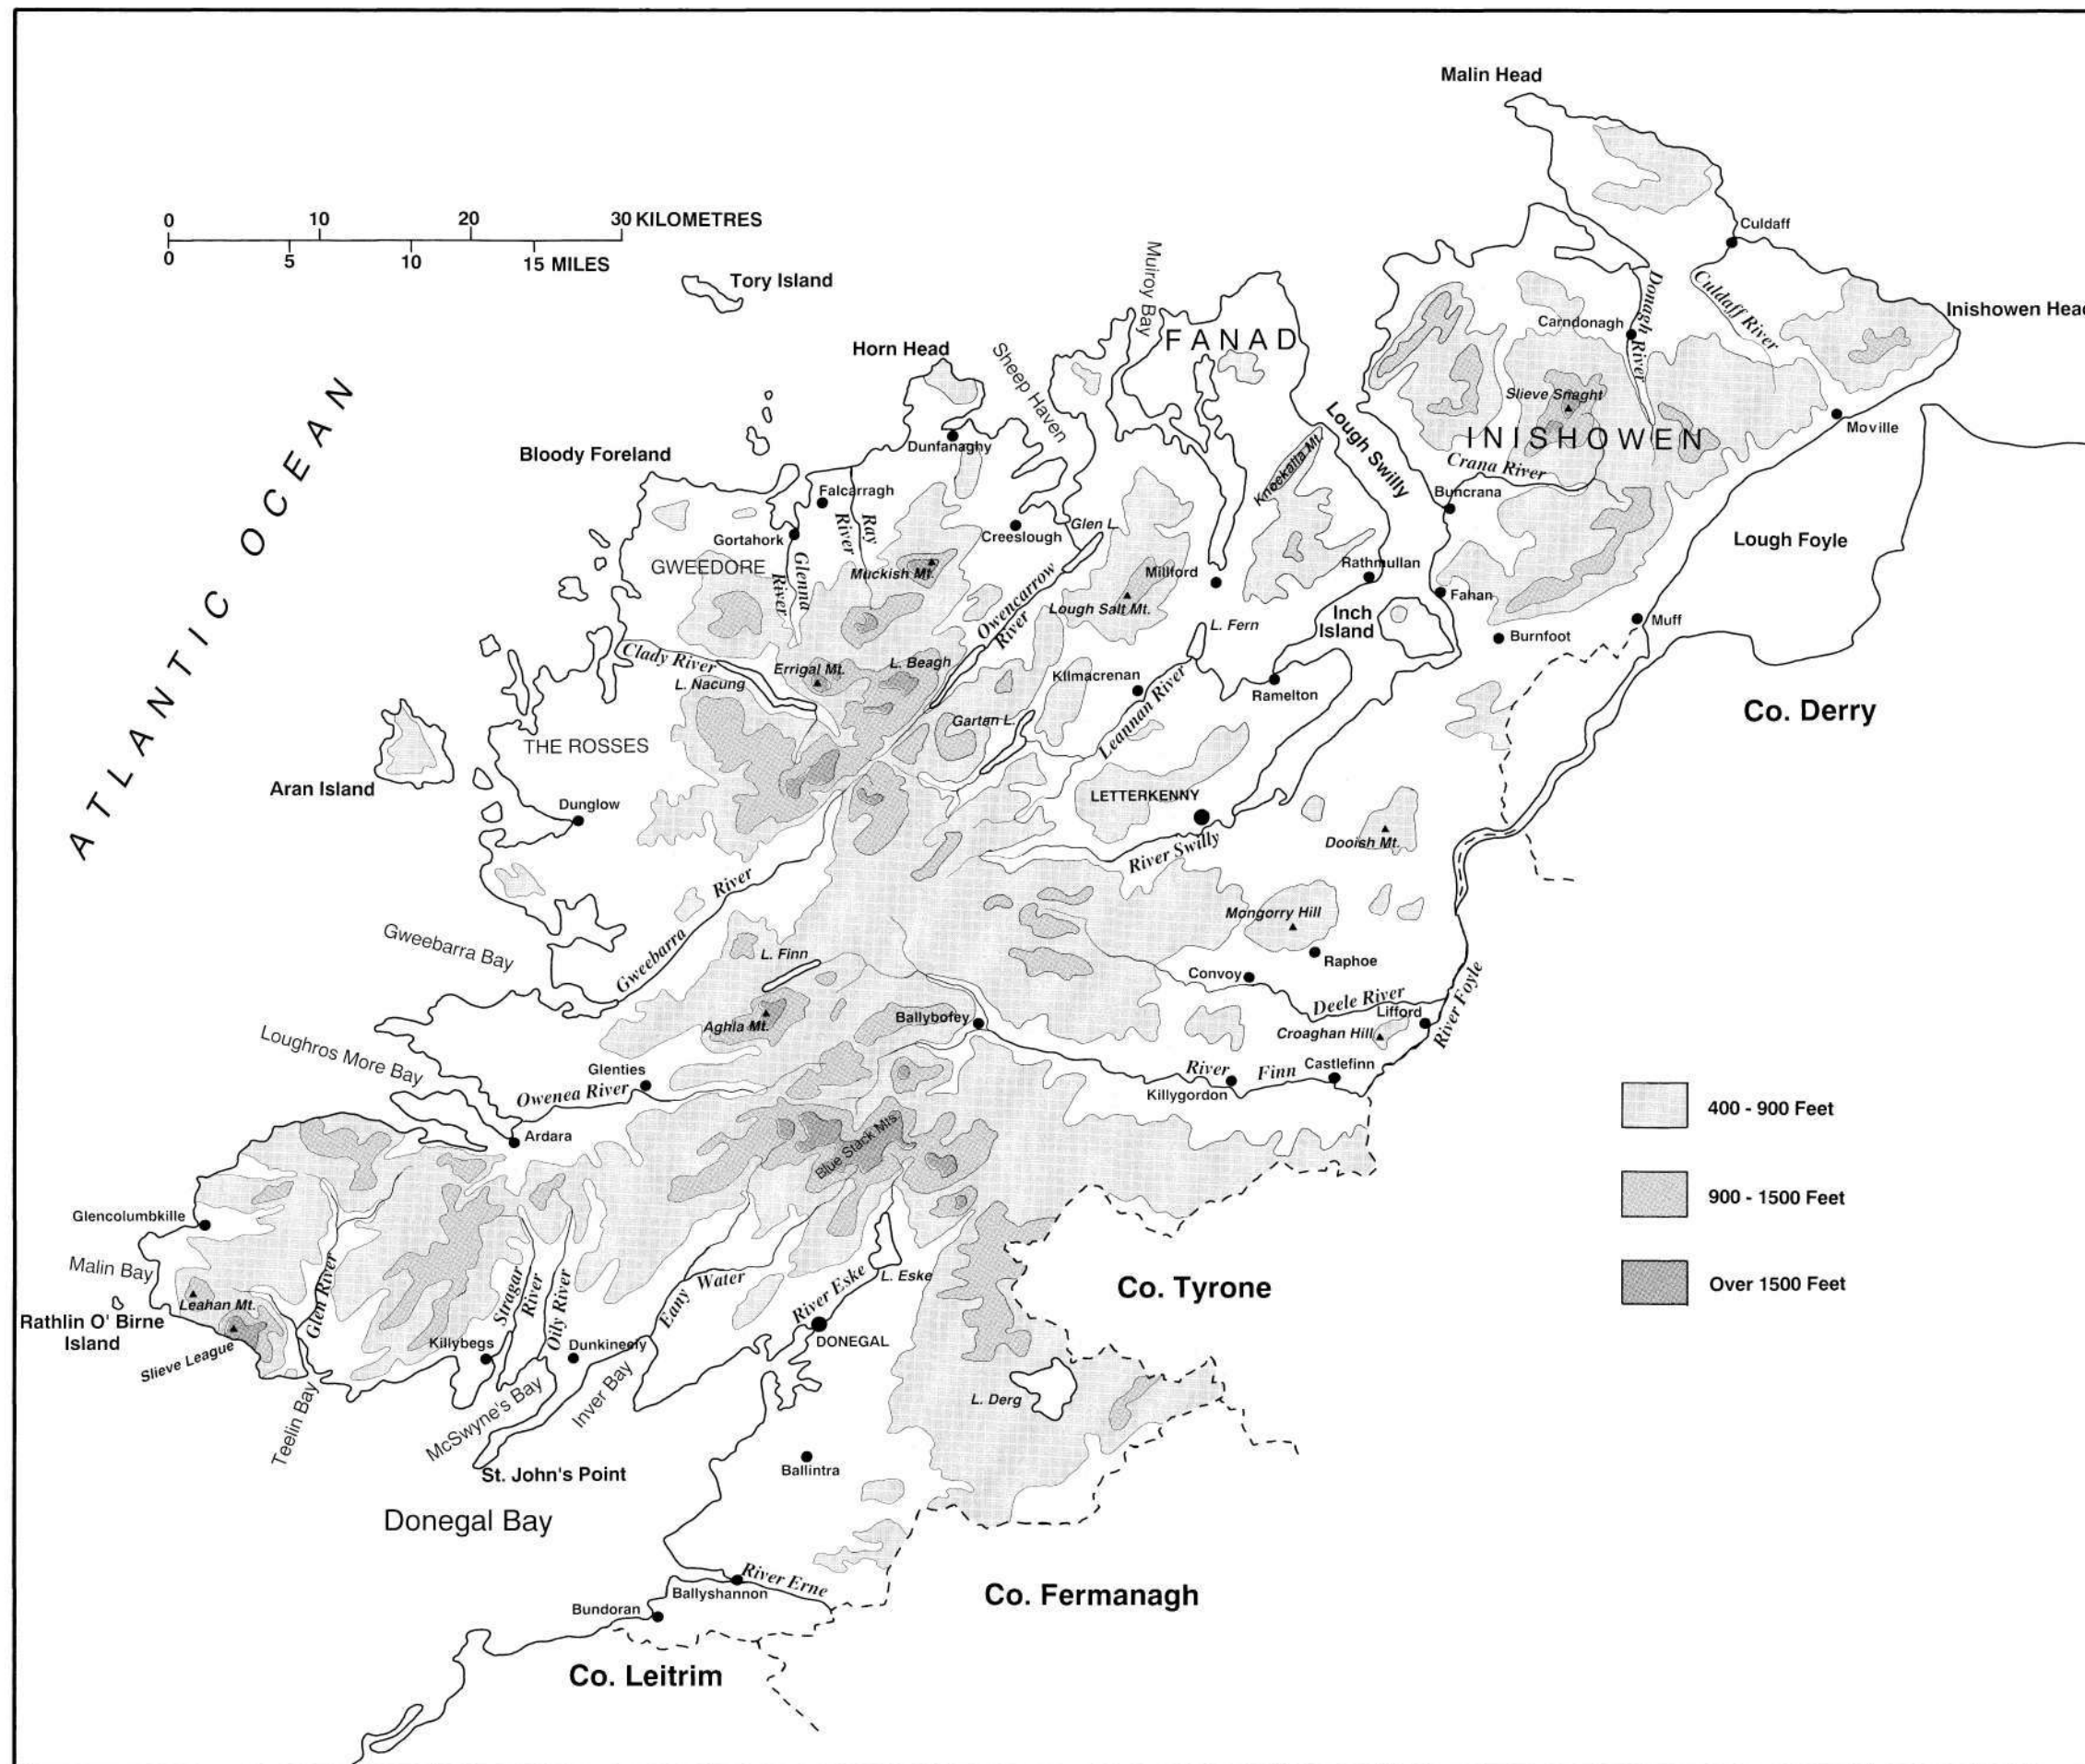 Malin Head
0 10 20 30 KILOMETRES
0 5 10 15 MILES
Culdaff
Tory Island
Muiroy Bay
Donagh River
Culdaff River
Inishowen Head
Carndonagh
FANAD
Horn Head
Sheep Haven
ATLANTIC OCEAN
Slieve Snaght
Lough Swilly
Moville
INISHOWEN
Dunfanaghy
Knockalla Mt.
Bloody Foreland
Crana River
Buncrana
Falcarragh
Ray River
Glen L.
Creeslough
Gortahork
Lough Foyle
GWEEDORE
Glenna River
Muckish Mt.
Millford
Rathmullan
Owencarrow River
Lough Salt Mt.
Fahan
Inch Island
L. Fern
Muff
Burnfoot
Clady River
Errigal Mt.
L. Beagh
L. Nacung
Kilmacrenan
Leannan River
Ramelton
Gartan L.
Co. Derry
THE ROSSES
Aran Island
Dunglow
LETTERKENNY
River Swilly
Dooish Mt.
Gweebarra River
Mongorry Hill
Gweebarra Bay
L. Finn
Raphoe
Convoy
Deele River
Lifford
River Foyle
Ballybofey
Aghla Mt.
Croaghan Hill
Loughros More Bay
Glenties
River Finn
Castlefinn
Owenea River
Killygordon
400 - 900 Feet
Ardara
Blue Stack Mts.
900 - 1500 Feet
Glencolumbkille
Malin Bay
Glen River
Stragar River
Oily River
Eany Water
River Eske
L. Eske
Co. Tyrone
Over 1500 Feet
Leahan Mt.
Rathlin O' Birne
Island
Slieve League
Killybegs
Dunkineely
DONEGAL
Teelin Bay
McSwyne's Bay
Inver Bay
L. Derg
St. John's Point
Ballintra
Donegal Bay
River Erne
Ballyshannon
Co. Fermanagh
Bundoran
Co. Leitrim